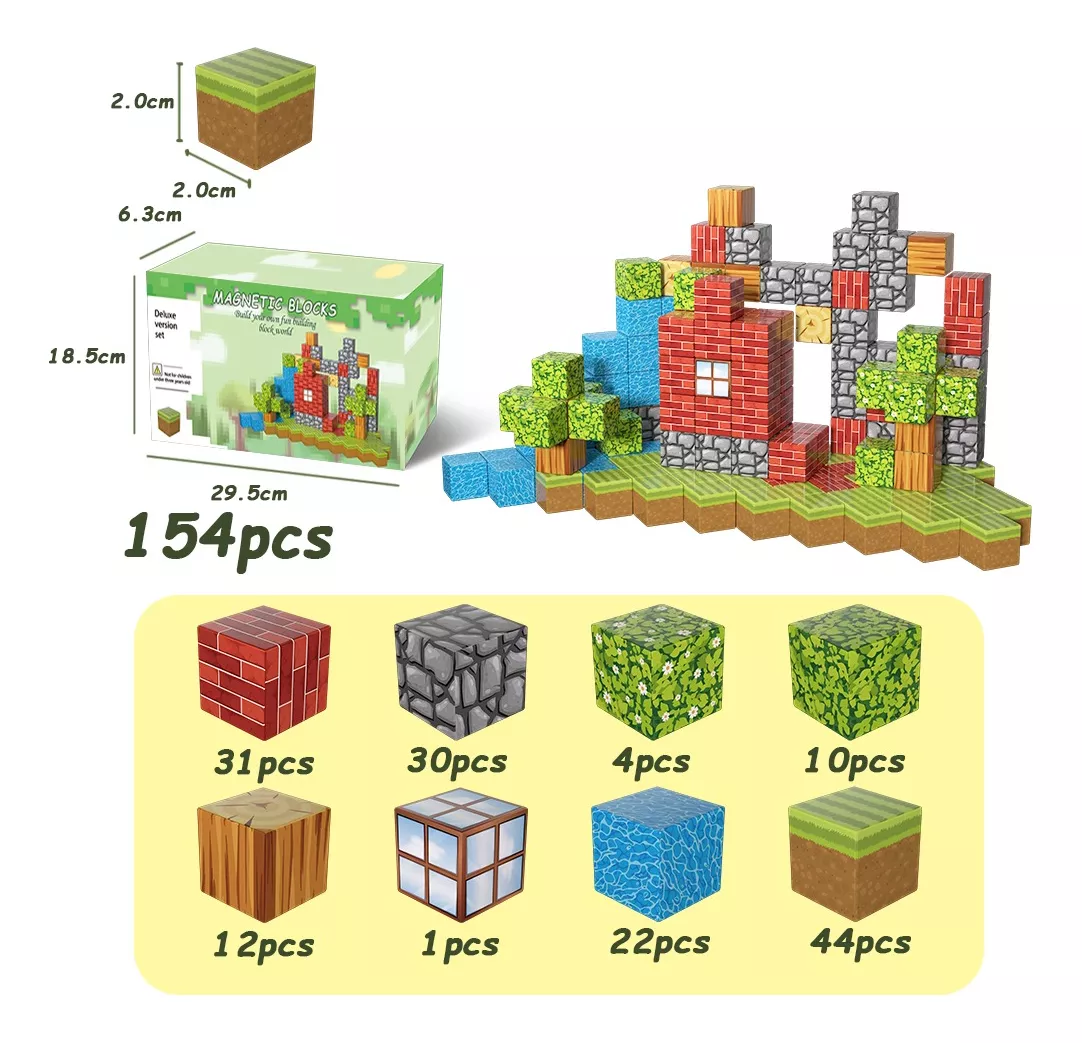 2.0cm
2.0cm
6.3cm
MAGNETIC BLOCKS
Build your own fun building
block world
Deluxe
version
set
Not for children
under three years old
18.5cm
29.5cm
154pcs
31pcs
30pcs
4pcs
10pcs
12pcs
1pcs
22pcs
44pcs